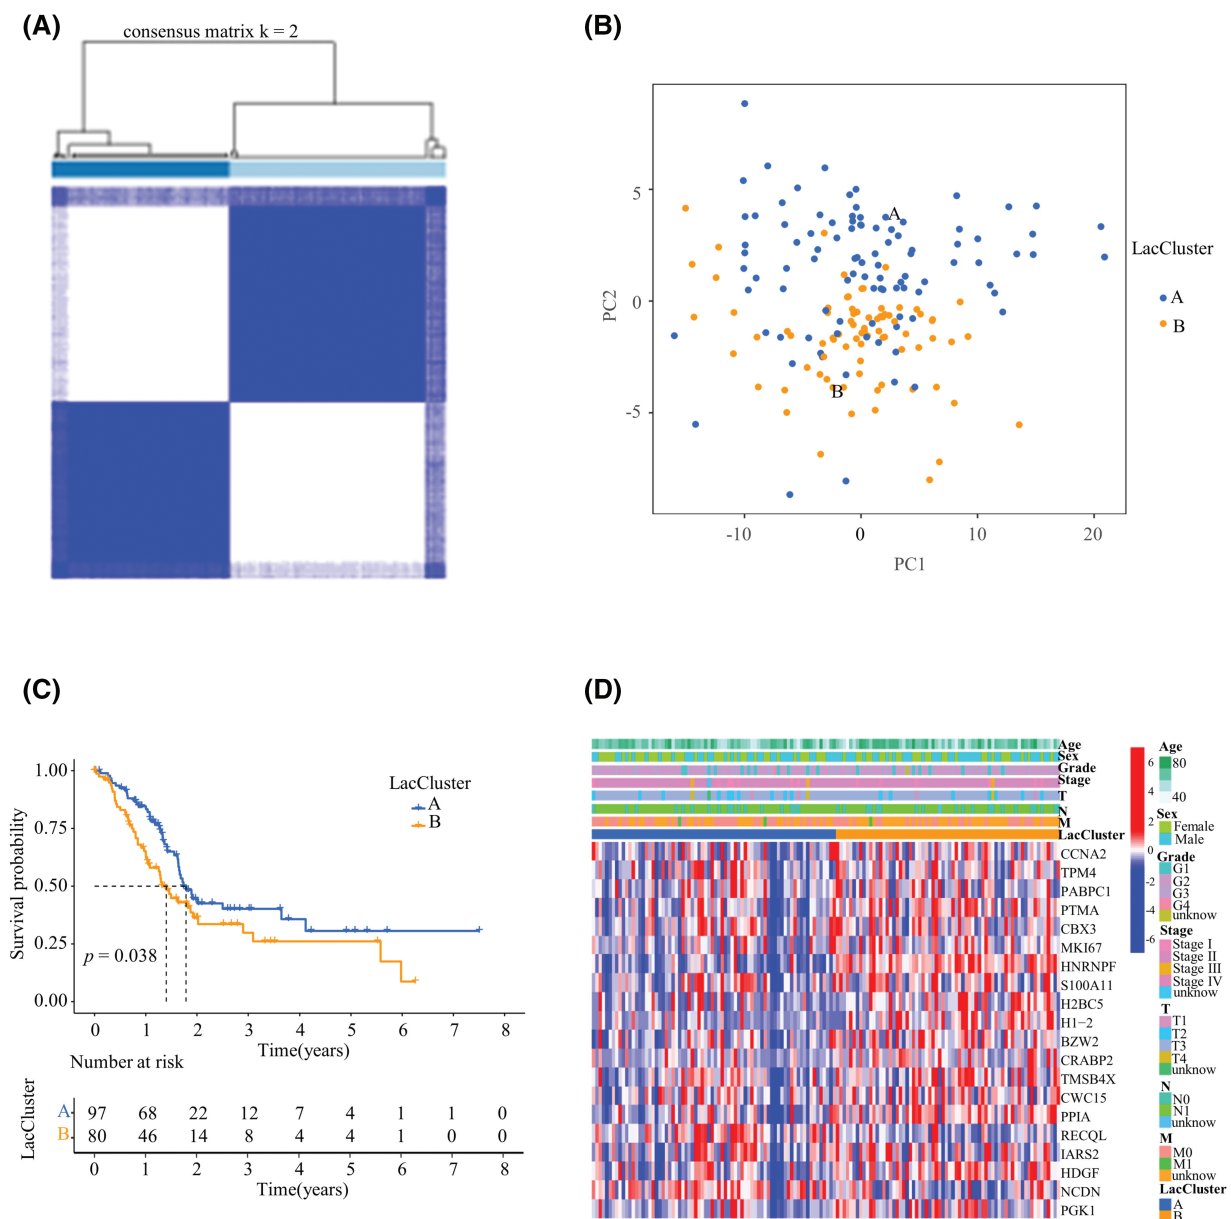 (A)
consensus matrix k = 2
(B)
5
0
-5
PC2
-10
0
10
20
PC1
A
B
LacCluster
A
B
(C)
1.00
0.75
0.50
0.25
0.00
Survival probability
LacCluster
A
B
p = 0.038
0 1 2 3 4 5 6 7 8
Time(years)
Number at risk
LacCluster
A 97 68 22 12 7 4 1 1 0
B 80 46 14 8 4 4 1 0 0
0 1 2 3 4 5 6 7 8
Time(years)
(D)
Age
Sex
Grade
Stage
T
N
M
LacCluster
CCNA2
TPM4
PABPC1
PTMA
CBX3
MKI67
HNRNPF
S100A11
H2BC5
H1−2
BZW2
CRABP2
TMSB4X
CWC15
PPIA
RECQL
IARS2
HDGF
NCDN
PGK1
6
4
2
0
-2
-4
-6
Age
80
40
Sex
Female
Male
Grade
G1
G2
G3
G4
unknow
Stage
Stage I
Stage II
Stage III
Stage IV
unknow
T
T1
T2
T3
T4
unknow
N
N0
N1
unknow
M
M0
M1
unknow
LacCluster
A
B